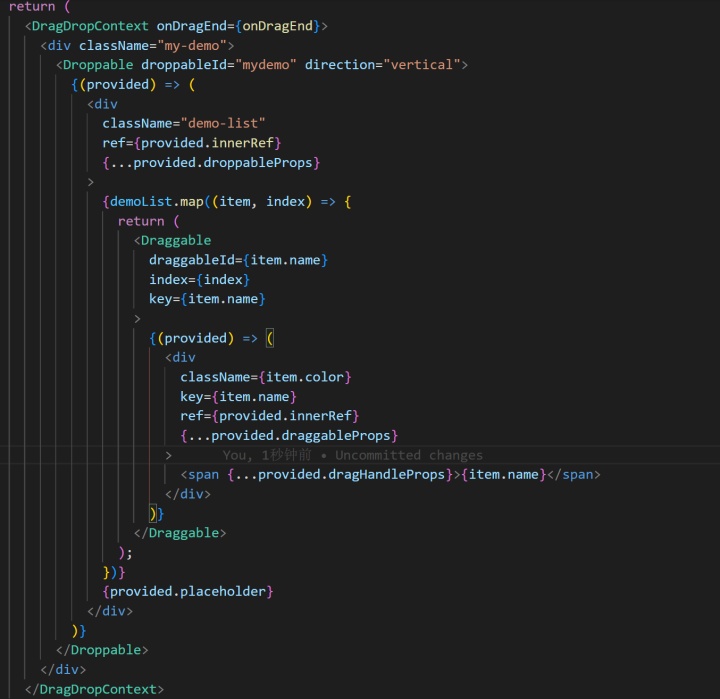 return (
<DragDropContext onDragEnd={onDragEnd}>
<div className="my-demo">
<Droppable droppableId="mydemo" direction="vertical">
{(provided) => (
<div
className="demo-list"
ref={provided.innerRef}
{...provided.droppableProps}
>
{demoList.map((item, index) => {
return (
<Draggable
draggableId={item.name}
index={index}
key={item.name}
>
{(provided) => (
<div
className={item.color}
key={item.name}
ref={provided.innerRef}
{...provided.draggableProps}
> You, 1秒钟前 • Uncommitted changes
<span {...provided.dragHandleProps}>{item.name}</span>
</div>
)}
</Draggable>
);
})}
{provided.placeholder}
</div>
)}
</Droppable>
</div>
</DragDropContext>